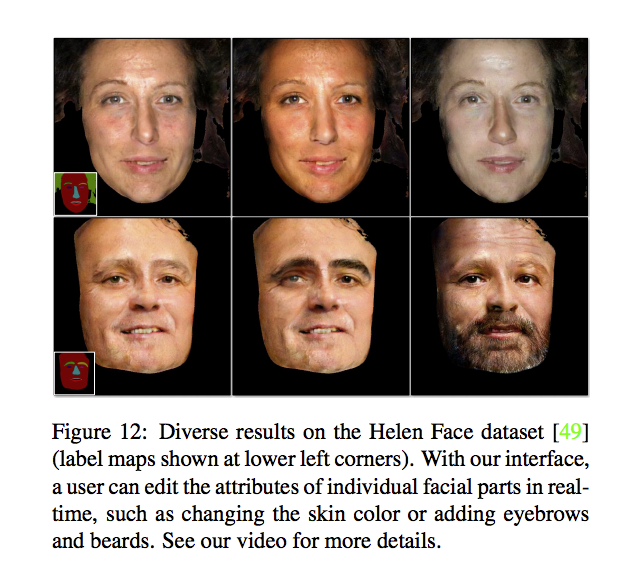 Figure 12: Diverse results on the Helen Face dataset [49]
(label maps shown at lower left corners). With our interface,
a user can edit the attributes of individual facial parts in real-
time, such as changing the skin color or adding eyebrows
and beards. See our video for more details.